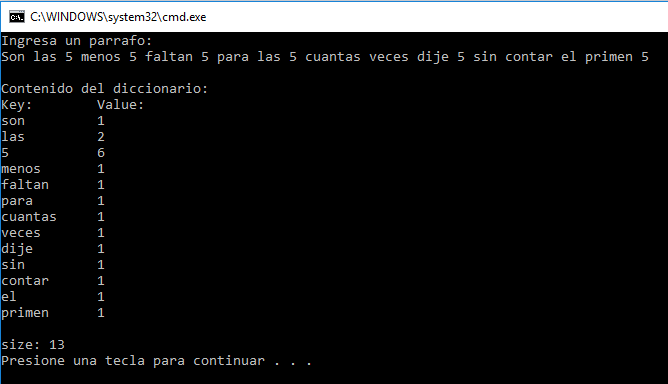 C:\WINDOWS\system32\cmd.exe
Ingresa un parrafo:
Son las 5 menos 5 faltan 5 para las 5 cuantas veces dije 5 sin contar el primen 5
Contenido del diccionario:
Key: Value:
son 1
las 2
5 6
menos 1
faltan 1
para 1
cuantas 1
veces 1
dije 1
sin 1
contar 1
el 1
primen 1
size: 13
Presione una tecla para continuar . . .